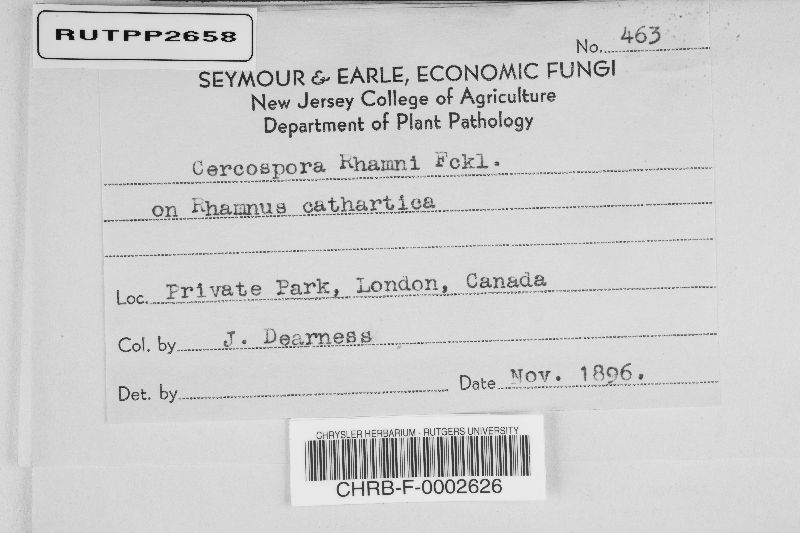 RUTPP2658
No. 463
SEYMOUR & EARLE, ECONOMIC FUNGI
New Jersey College of Agriculture
Department of Plant Pathology
Cercospora Rhamni Fckl.
on Rhamnus cathartica
Loc. Private Park, London, Canada
Col. by J. Dearness
Det. by
Date Nov. 1896.
CHRYSLER HERBARIUM - RUTGERS UNIVERSITY
CHRB-F-0002626